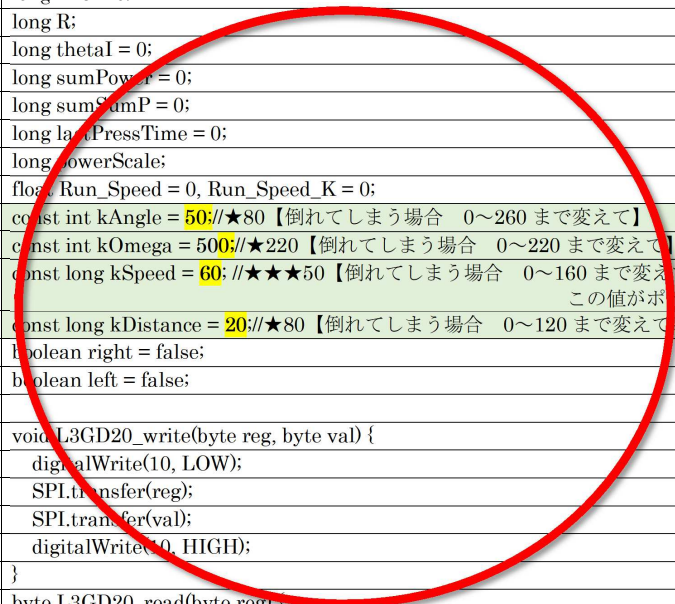 long R;
long thetaI = 0;
long sumPower = 0;
long sumSumP = 0;
long lastPressTime = 0;
long powerScale;
float Run_Speed = 0, Run_Speed_K = 0;
const int kAngle = 50;//★80【倒れてしまう場合　0～260 まで変えて】
const int kOmega = 500;//★220【倒れてしまう場合　0～220 まで変えて】
const long kSpeed = 60; //★★★50【倒れてしまう場合　0～160 まで変え
この値がポ
const long kDistance = 20;//★80【倒れてしまう場合　0～120 まで変えて
boolean right = false;
boolean left = false;
void L3GD20_write(byte reg, byte val) {
digitalWrite(10, LOW);
SPI.transfer(reg);
SPI.transfer(val);
digitalWrite(10, HIGH);
}
byte L3GD20_read(byte reg) {